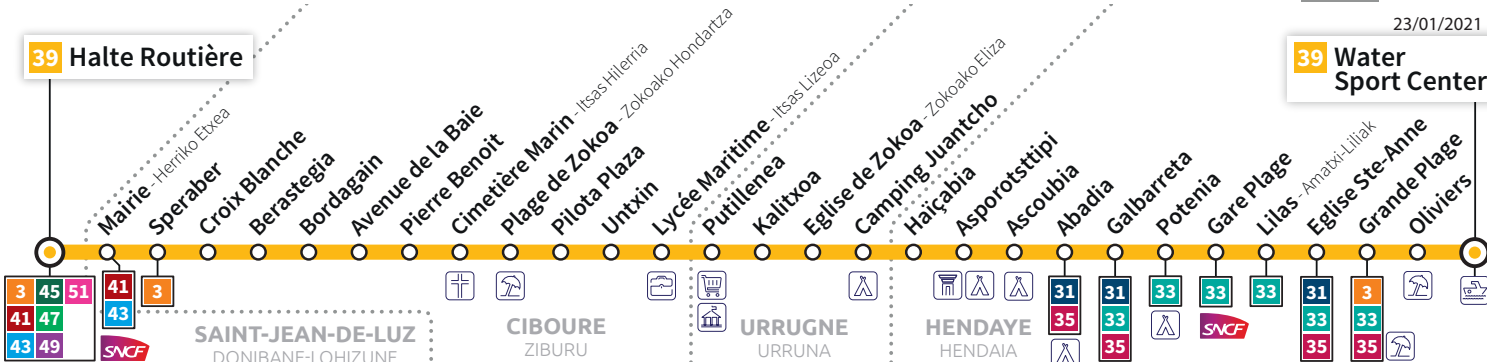 23/01/2021
39 Halte Routière
39 Water
Sport Center
Mairie - Herriko Etxea
Speraber
Croix Blanche
Berastegia
Bordagain
Avenue de la Baie
Pierre Benoit
Cimetière Marin - Itsas Hilerria
Plage de Zokoa - Zokoako Hondartza
Pilota Plaza
Untxin
Lycée Maritime - Itsas Lizeoa
Putillenea
Kalitxoa
Eglise de Zokoa - Zokoako Eliza
Camping Juantcho
Haiçabia
Asporotsttipi
Ascoubia
Abadia
Galbarreta
Potenia
Gare Plage
Lilas - Amatxi-Liliak
Eglise Ste-Anne
Grande Plage
Oliviers
3 45 51
41 47
43 49
41
43
SNCF
3
31
35
31
33
35
33
33
SNCF
33
31
33
35
3
33
35
SAINT-JEAN-DE-LUZ
DONIBANE-LOHIZUNE
CIBOURE
ZIBURU
URRUGNE
URRUNA
HENDAYE
HENDAIA